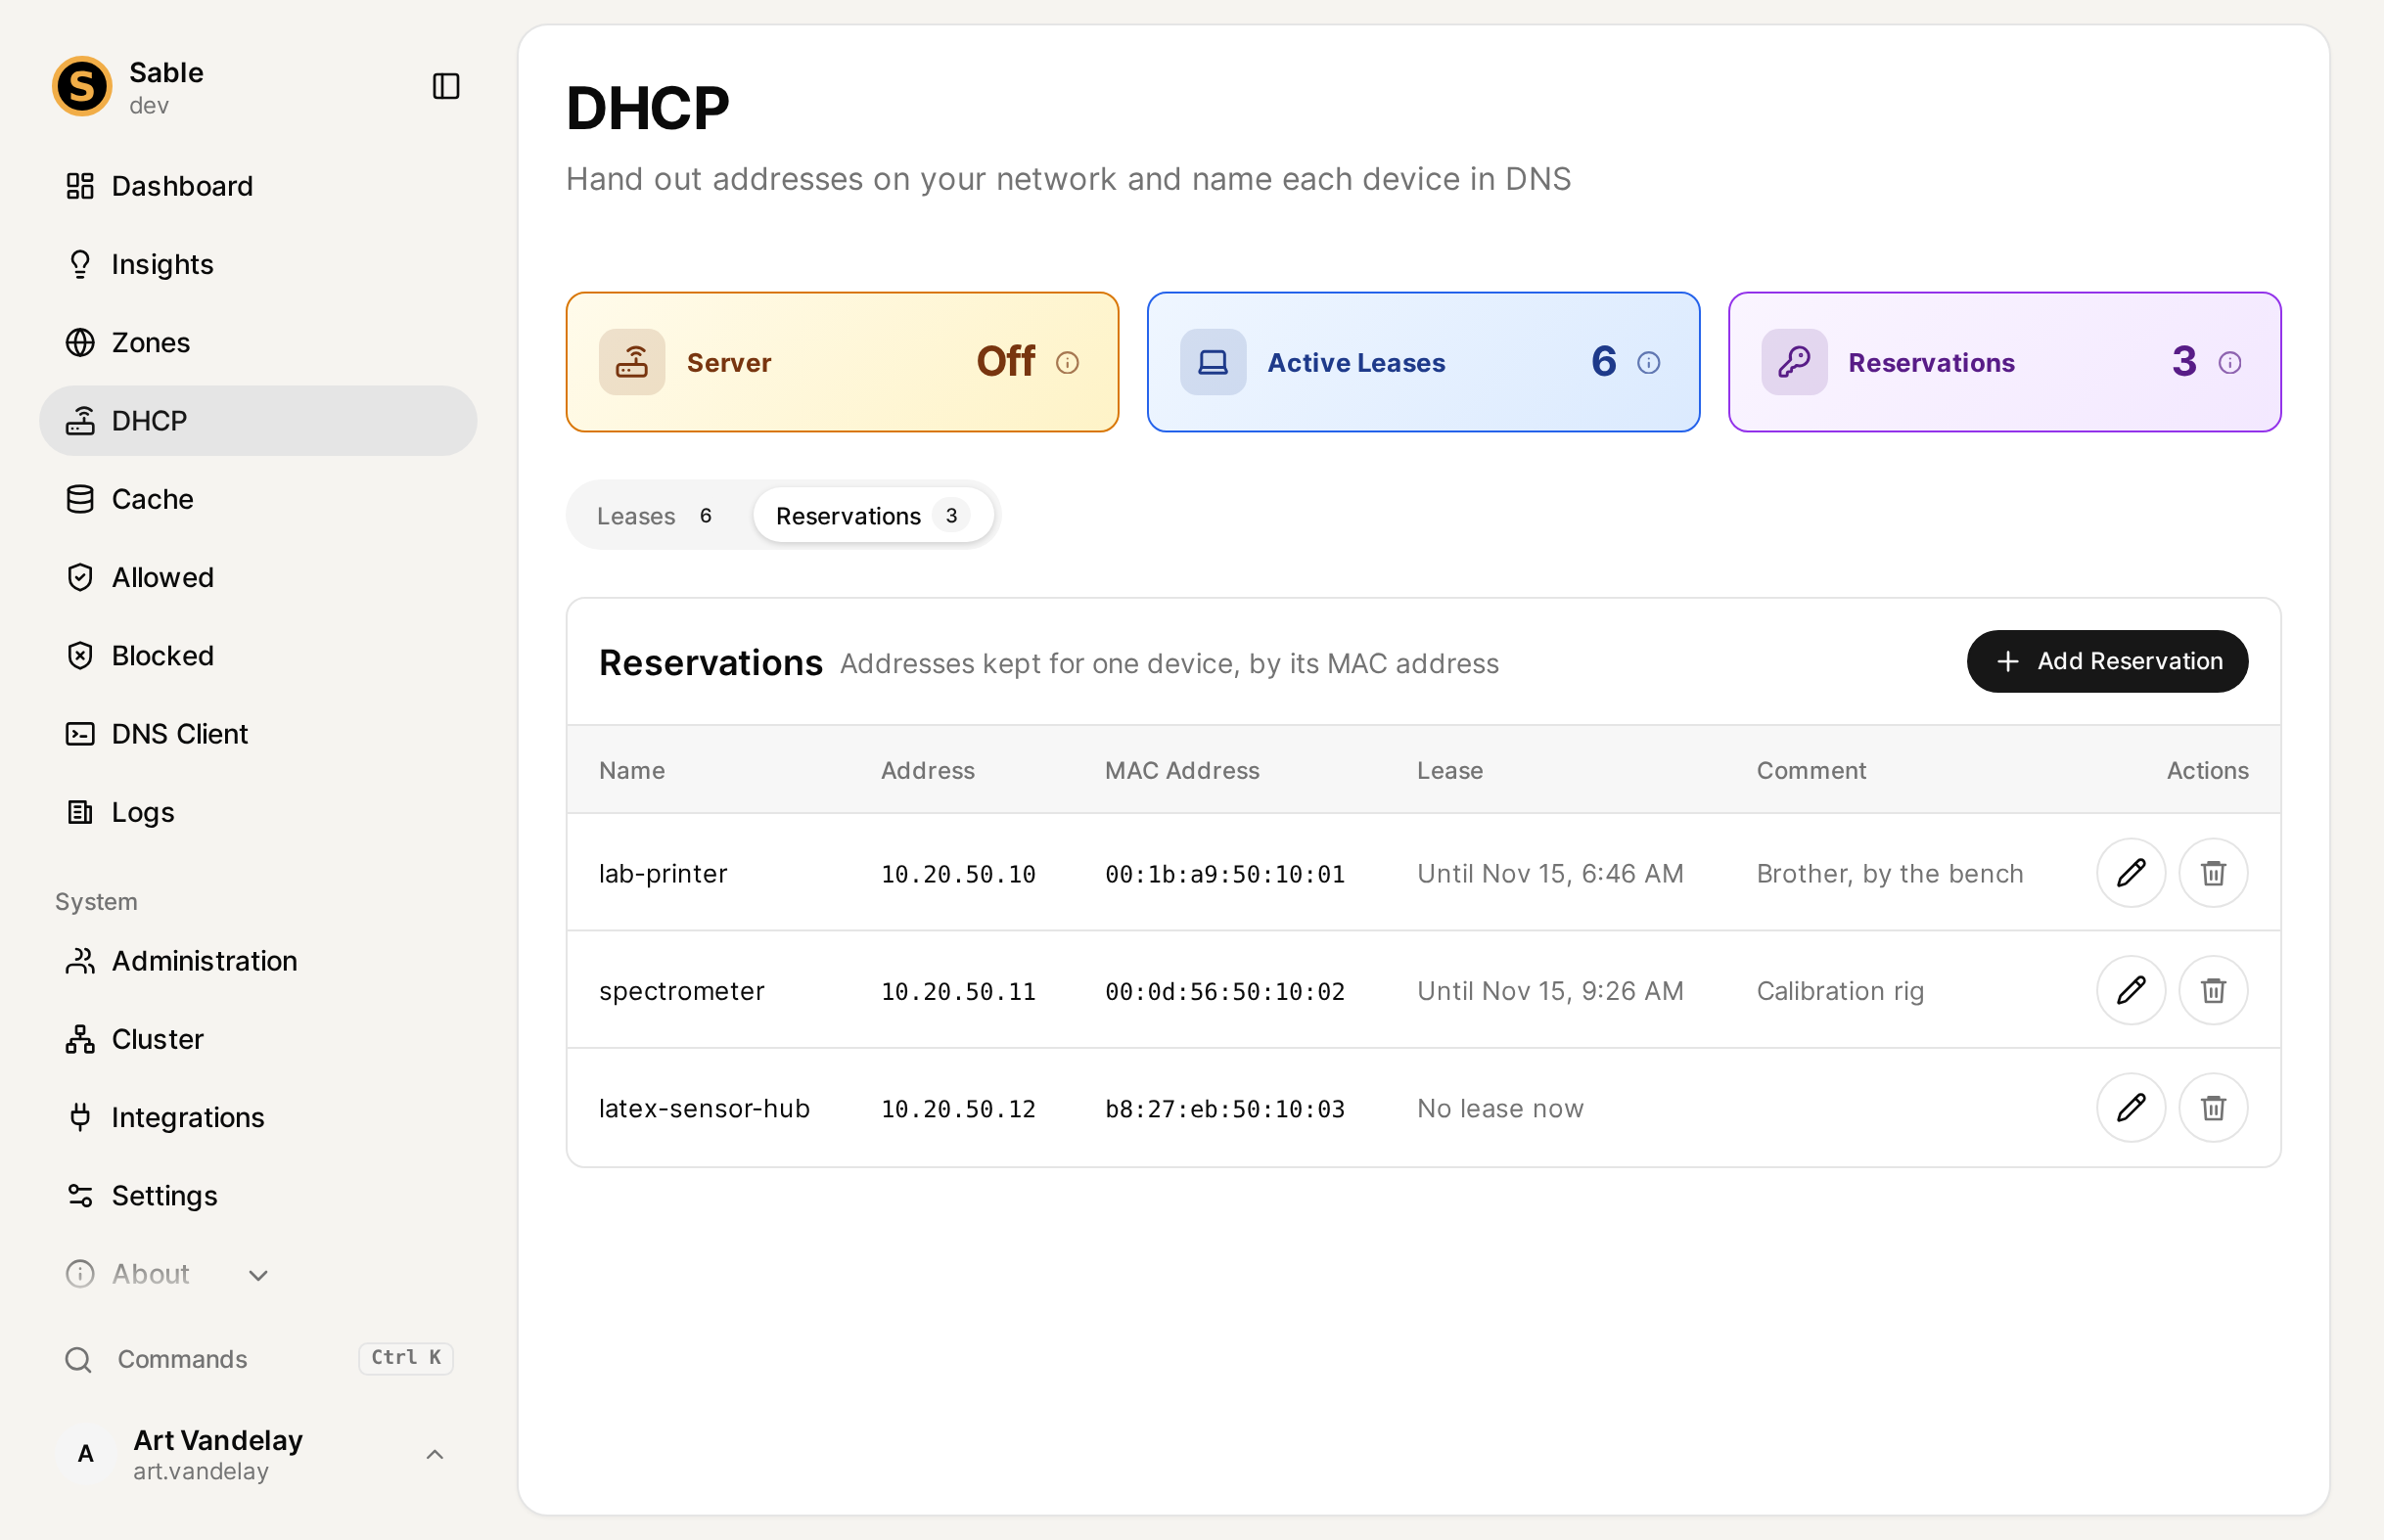 S
Sable
dev
Dashboard
Insights
Zones
DHCP
Cache
Allowed
Blocked
DNS Client
Logs
System
Administration
Cluster
Integrations
Settings
About
Commands Ctrl K
A
Art Vandelay
art.vandelay
DHCP
Hand out addresses on your network and name each device in DNS
Server Off
Active Leases 6
Reservations 3
Leases 6 Reservations 3
Reservations Addresses kept for one device, by its MAC address
Add Reservation
Name Address MAC Address Lease Comment Actions
lab-printer 10.20.50.10 00:1b:a9:50:10:01 Until Nov 15, 6:46 AM Brother, by the bench
spectrometer 10.20.50.11 00:0d:56:50:10:02 Until Nov 15, 9:26 AM Calibration rig
latex-sensor-hub 10.20.50.12 b8:27:eb:50:10:03 No lease now